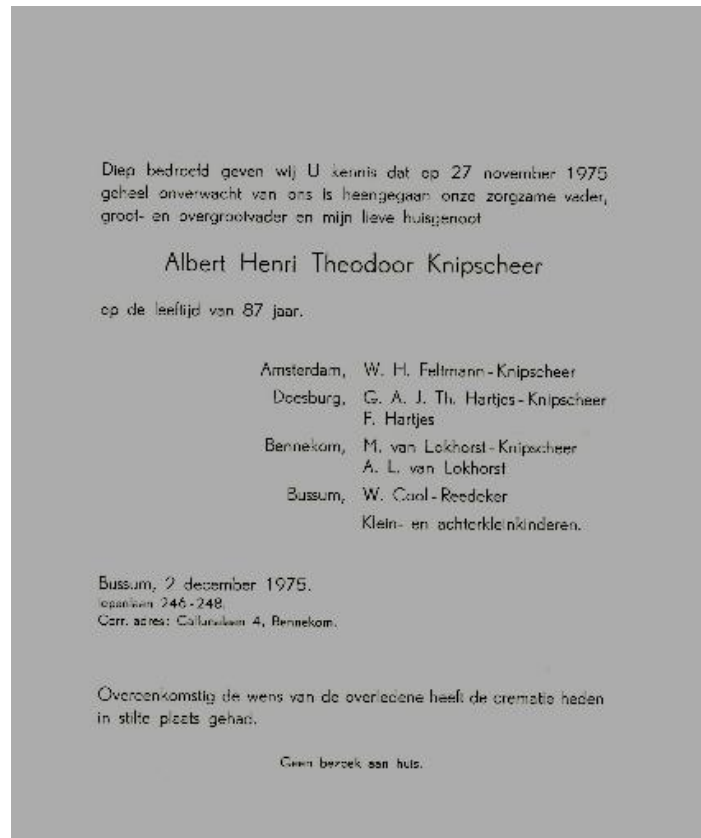 Diep bedroefd geven wij U kennis dat op 27 november 1975
geheel onverwacht van ons is heengegaan onze zorgzame vader,
groot- en overgrootvader en mijn lieve huisgenoot
Albert Henri Theodoor Knipscheer
op de leeftijd van 87 jaar.
Amsterdam, W. H. Feltmann-Knipscheer
Doesburg, G. A. J. Th. Hartjes-Knipscheer
F. Hartjes
Bennekom, M. van Lokhorst-Knipscheer
A. L. van Lokhorst
Bussum, W. Cool-Reedeker
Klein- en achterkleinkinderen.
Bussum, 2 december 1975.
Iepenlaan 246-248.
Corr. adres: Callunalaan 4, Bennekom.
Overeenkomstig de wens van de overledene heeft de crematie heden
in stilte plaats gehad.
Geen bezoek aan huis.